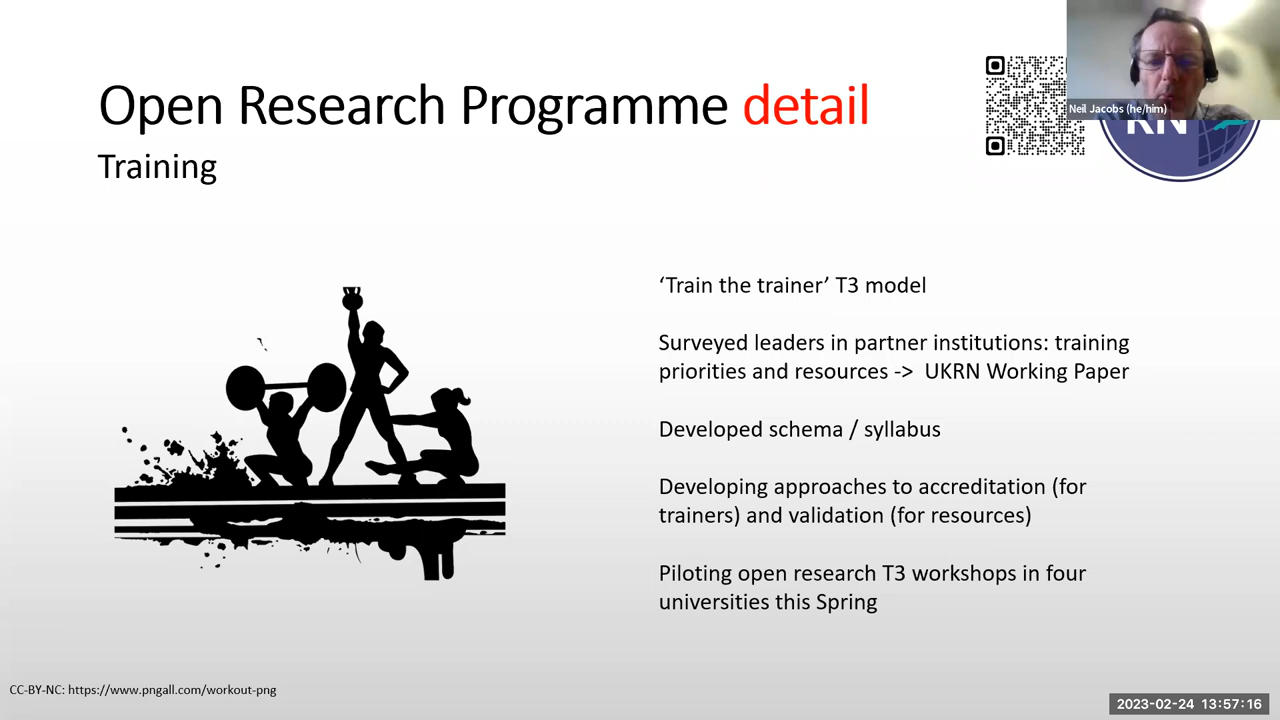 Open Research Programme detail
Training
Neil Jacobs (he/him)
RN
‘Train the trainer’ T3 model
Surveyed leaders in partner institutions: training
priorities and resources -> UKRN Working Paper
Developed schema / syllabus
Developing approaches to accreditation (for
trainers) and validation (for resources)
Piloting open research T3 workshops in four
universities this Spring
CC-BY-NC: https://www.pngall.com/workout-png
2023-02-24 13:57:16